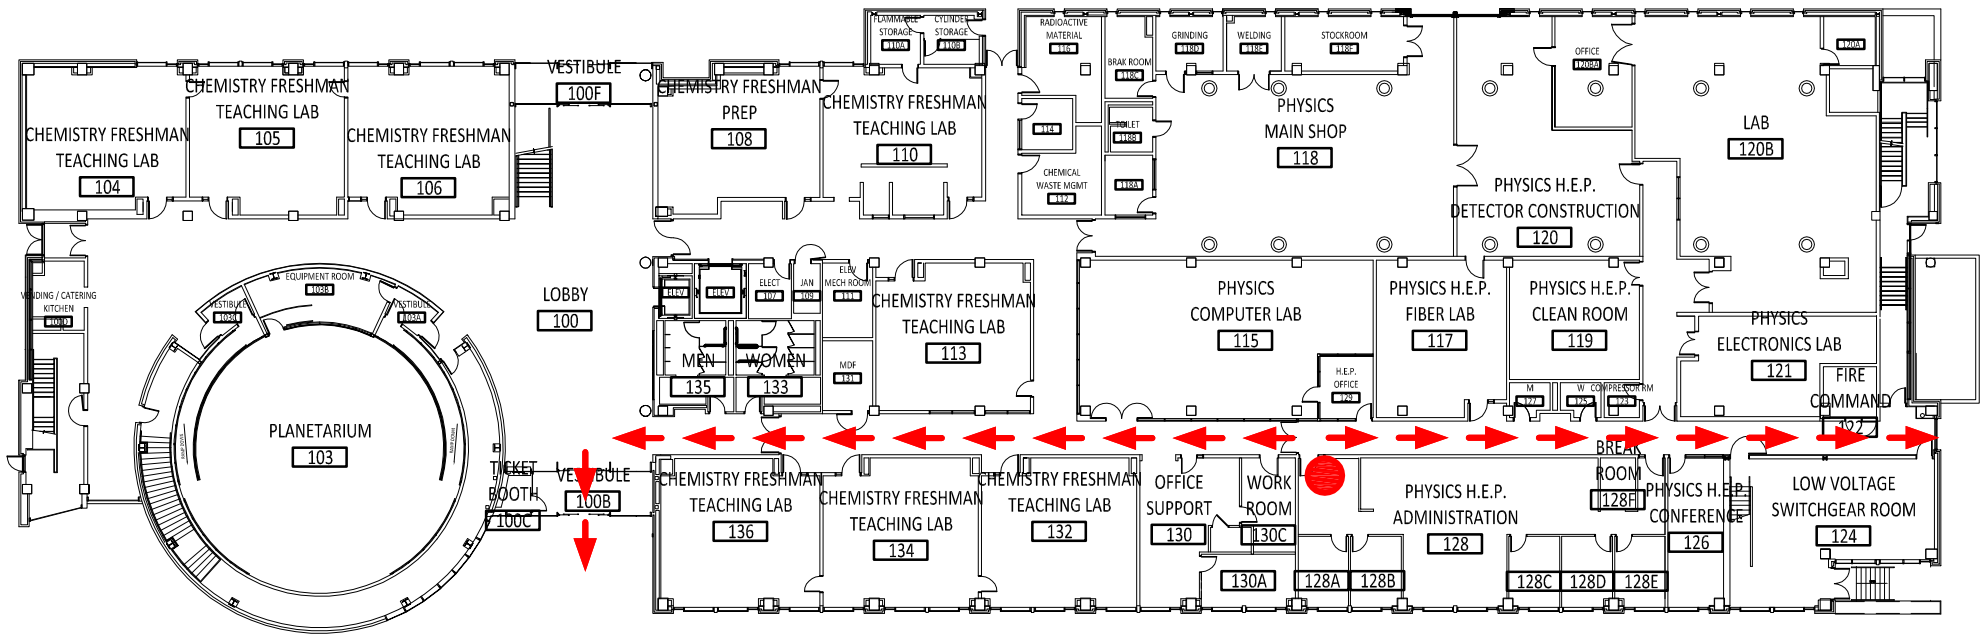 FLAMMABLE
STORAGE
110A
CYLINDER
STORAGE
110B
RADIOACTIVE
MATERIAL
116
GRINDING
118D
WELDING
118E
STOCKROOM
118F
OFFICE
120BA
120A
VESTIBULE
100F
BRAK ROOM
118C
CHEMISTRY FRESHMAN
TEACHING LAB
104
CHEMISTRY FRESHMAN
TEACHING LAB
105
CHEMISTRY FRESHMAN
TEACHING LAB
106
CHEMISTRY FRESHMAN
PREP
108
CHEMISTRY FRESHMAN
TEACHING LAB
110
114
TOILET
118B
PHYSICS
MAIN SHOP
118
LAB
120B
CHEMICAL
WASTE MGMT
112
118A
PHYSICS H.E.P.
DETECTOR CONSTRUCTION
120
EQUIPMENT ROOM
103B
VENDING / CATERING
KITCHEN
VESTIBULE
103C
VESTIBULE
103A
LOBBY
100
ELEV
ELEV
ELECT
107
JAN
109
ELEV
MECH ROOM
111
CHEMISTRY FRESHMAN
TEACHING LAB
113
PHYSICS
COMPUTER LAB
115
PHYSICS H.E.P.
FIBER LAB
117
PHYSICS H.E.P.
CLEAN ROOM
119
PHYSICS
ELECTRONICS LAB
121
MEN
135
WOMEN
133
MDF
131
H.E.P.
OFFICE
129
M
127
W
125
COMPRESSOR RM
123
FIRE
COMMAND
122
PLANETARIUM
103
RAMP DOWN
RAMP DOWN
TICKET
BOOTH
100C
VESTIBULE
100B
CHEMISTRY FRESHMAN
TEACHING LAB
136
CHEMISTRY FRESHMAN
TEACHING LAB
134
CHEMISTRY FRESHMAN
TEACHING LAB
132
OFFICE
SUPPORT
130
WORK
ROOM
130C
130A
PHYSICS H.E.P.
ADMINISTRATION
128
BREAK
ROOM
128F
PHYSICS H.E.P.
CONFERENCE
126
LOW VOLTAGE
SWITCHGEAR ROOM
124
128A
128B
128C
128D
128E